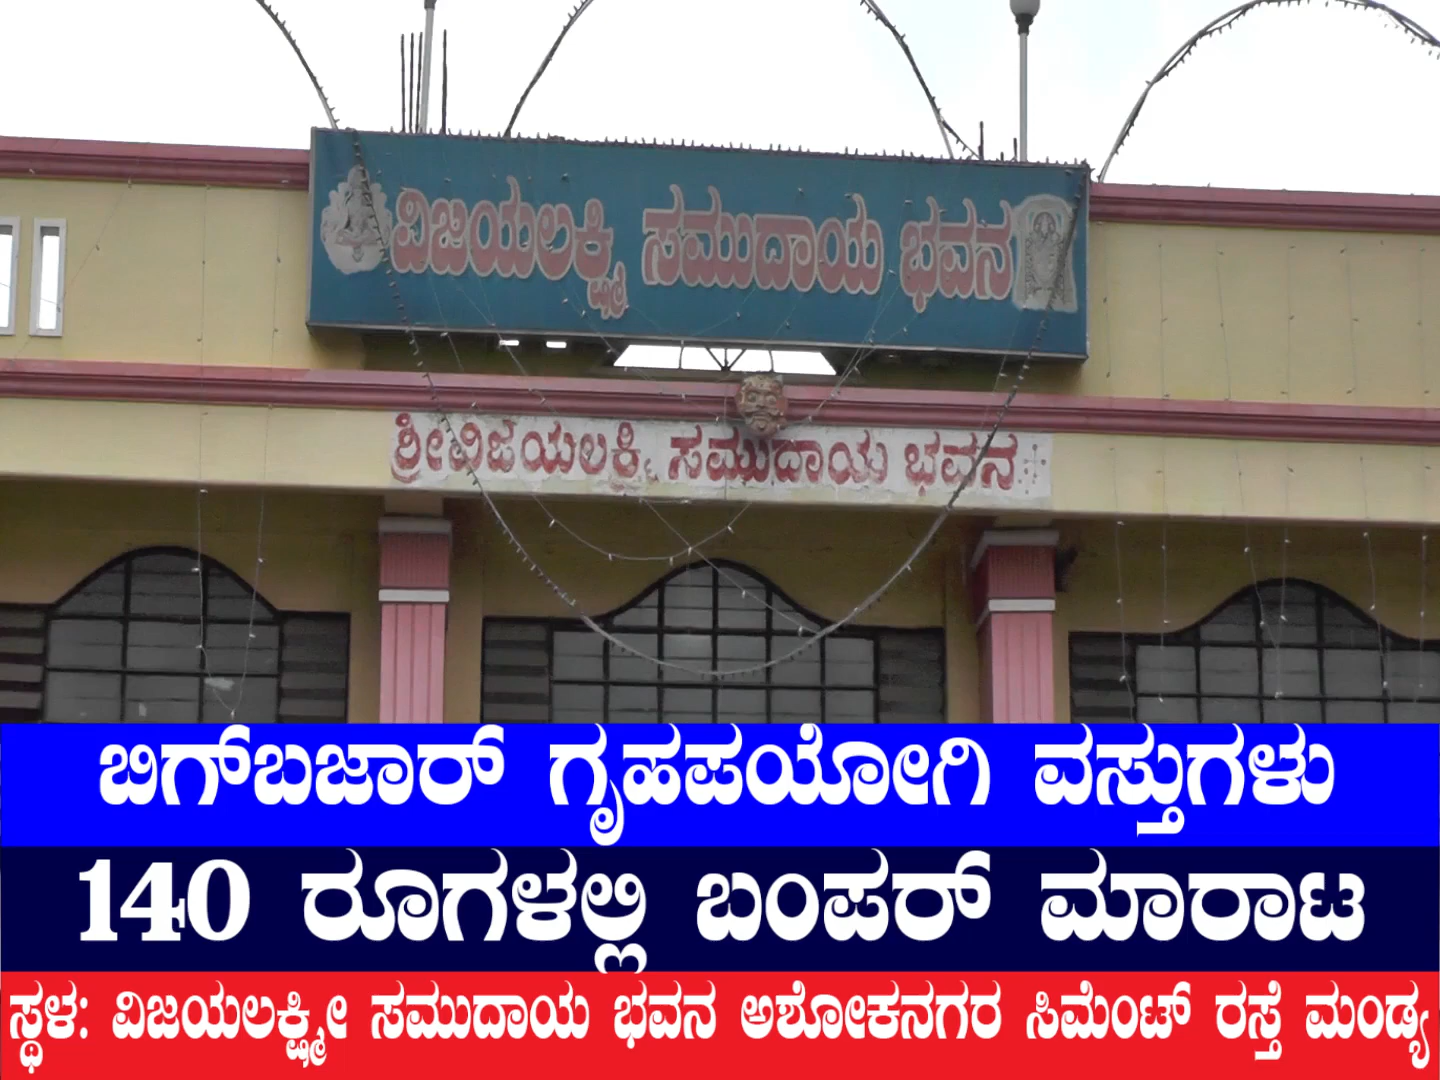 ವಿಜಯಲಕ್ಷ್ಮಿ ಸಮುದಾಯ ಭವನ
ಶ್ರೀ ವಿಜಯಲಕ್ಷ್ಮಿ ಸಮುದಾಯ ಭವನ
ಬಿಗ್‌ಬಜಾರ್ ಗೃಹಪಯೋಗಿ ವಸ್ತುಗಳು
140 ರೂಗಳಲ್ಲಿ ಬಂಪರ್ ಮಾರಾಟ
ಸ್ಥಳ: ವಿಜಯಲಕ್ಷ್ಮೀ ಸಮುದಾಯ ಭವನ ಅಶೋಕನಗರ ಸಿಮೆಂಟ್ ರಸ್ತೆ ಮಂಡ್ಯ